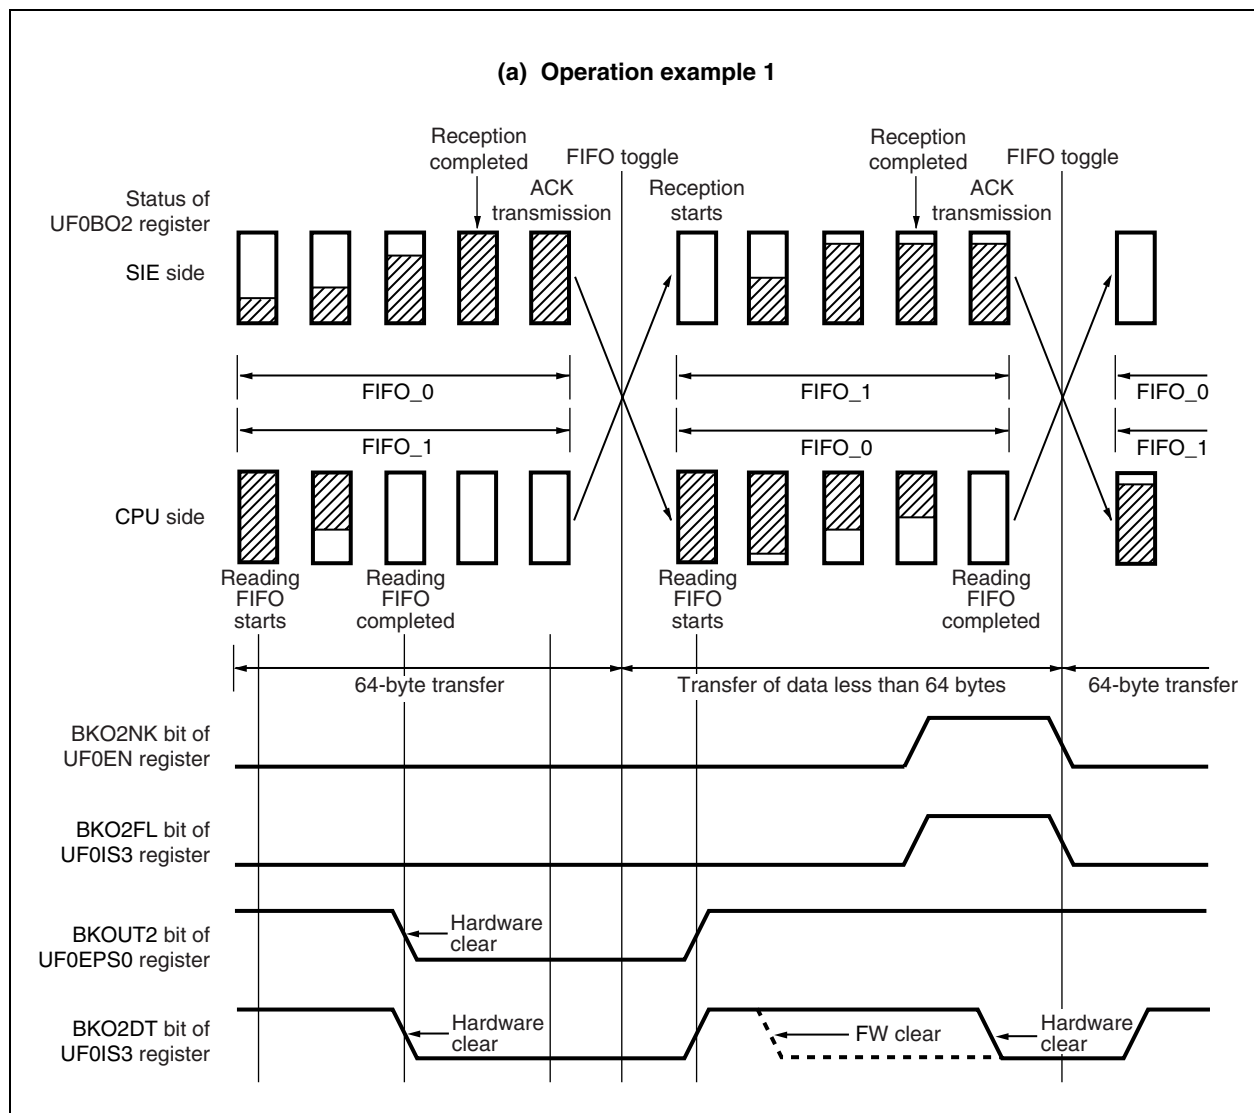 (a) Operation example 1
Reception
completed
FIFO toggle
Reception
completed
FIFO toggle
Status of
UF0BO2 register
ACK
transmission
Reception
starts
ACK
transmission
SIE side
FIFO_0
FIFO_1
FIFO_0
FIFO_1
FIFO_0
FIFO_1
CPU side
Reading
FIFO
starts
Reading
FIFO
completed
Reading
FIFO
starts
Reading
FIFO
completed
64-byte transfer
Transfer of data less than 64 bytes
64-byte transfer
BKO2NK bit of
UF0EN register
BKO2FL bit of
UF0IS3 register
BKOUT2 bit of
UF0EPS0 register
Hardware
clear
BKO2DT bit of
UF0IS3 register
Hardware
clear
FW clear
Hardware
clear